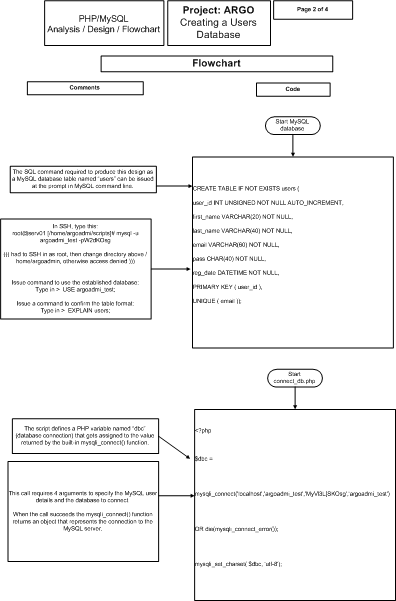 PHP/MySQL
Analysis / Design / Flowchart
Project: ARGO
Creating a Users
Database
Page 2 of 4
Flowchart
Comments
Code
Start MySQL
database
The SQL command required to produce this design as
a MySQL database table named "users" can be issued
at the prompt in MySQL command line.
CREATE TABLE IF NOT EXISTS users (
user_id INT UNSIGNED NOT NULL AUTO_INCREMENT,
first_name VARCHAR(20) NOT NULL,
last_name VARCHAR(40) NOT NULL,
email VARCHAR(60) NOT NULL,
pass CHAR(40) NOT NULL,
reg_date DATETIME NOT NULL,
PRIMARY KEY ( user_id ),
UNIQUE ( email ));
In SSH, type this:
root@serv01 [/home/argoadmi/scripts]# mysql -u
argoadmi_test
((( had to SSH in as root, then change directory above /
home/argoadmin, otherwise access denied )))
Issue command to use the established database:
Type in > USE argoadmi_test;
Issue a command to confirm the table format:
Type in > EXPLAIN users;
Start
connect_db.php
The script defines a PHP variable named "dbc"
(database connection) that gets assigned to the value
returned by the built-in mysqli_connect() function.
<?php
$dbc =
This call requires 4 arguments to specify the MySQL user
details and the database to connect.
When the call succeeds the mysqli_connect() function
returns an object that represents the connection to the
MySQL server.
mysqli_connect('localhost','argoadmi_test', 'argoadmi_test')
OR die(mysqli_connect_error());
mysqli_set_charset( $dbc, 'utf-8');